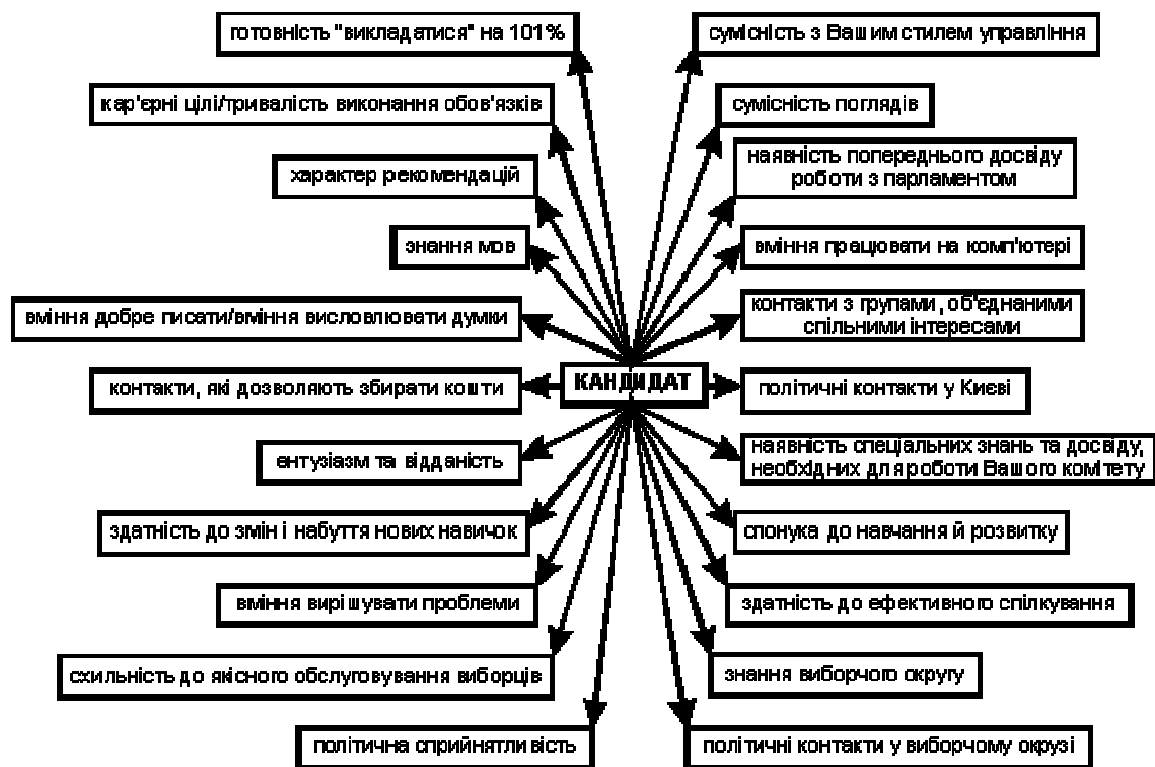 готовність "викладатися" на 101%
сумісність з Вашим стилем управління
кар'єрні цілі/тривалість виконання обов'язків
сумісність поглядів
характер рекомендацій
наявність попереднього досвіду
роботи з парламентом
знання мов
вміння працювати на комп'ютері
вміння добре писати/вміння висловлювати думки
контакти з групами, об'єднаними
спільними інтересами
контакти, які дозволяють збирати кошти
КАНДИДАТ
політичні контакти у Києві
ентузіазм та відданість
наявність спеціальних знань та досвіду,
необхідних для роботи Вашого комітету
здатність до змін і набуття нових навичок
спонука до навчання й розвитку
вміння вирішувати проблеми
здатність до ефективного спілкування
схильність до якісного обслуговування виборців
знання виборчого округу
політична сприйнятливість
політичні контакти у виборчому окрузі